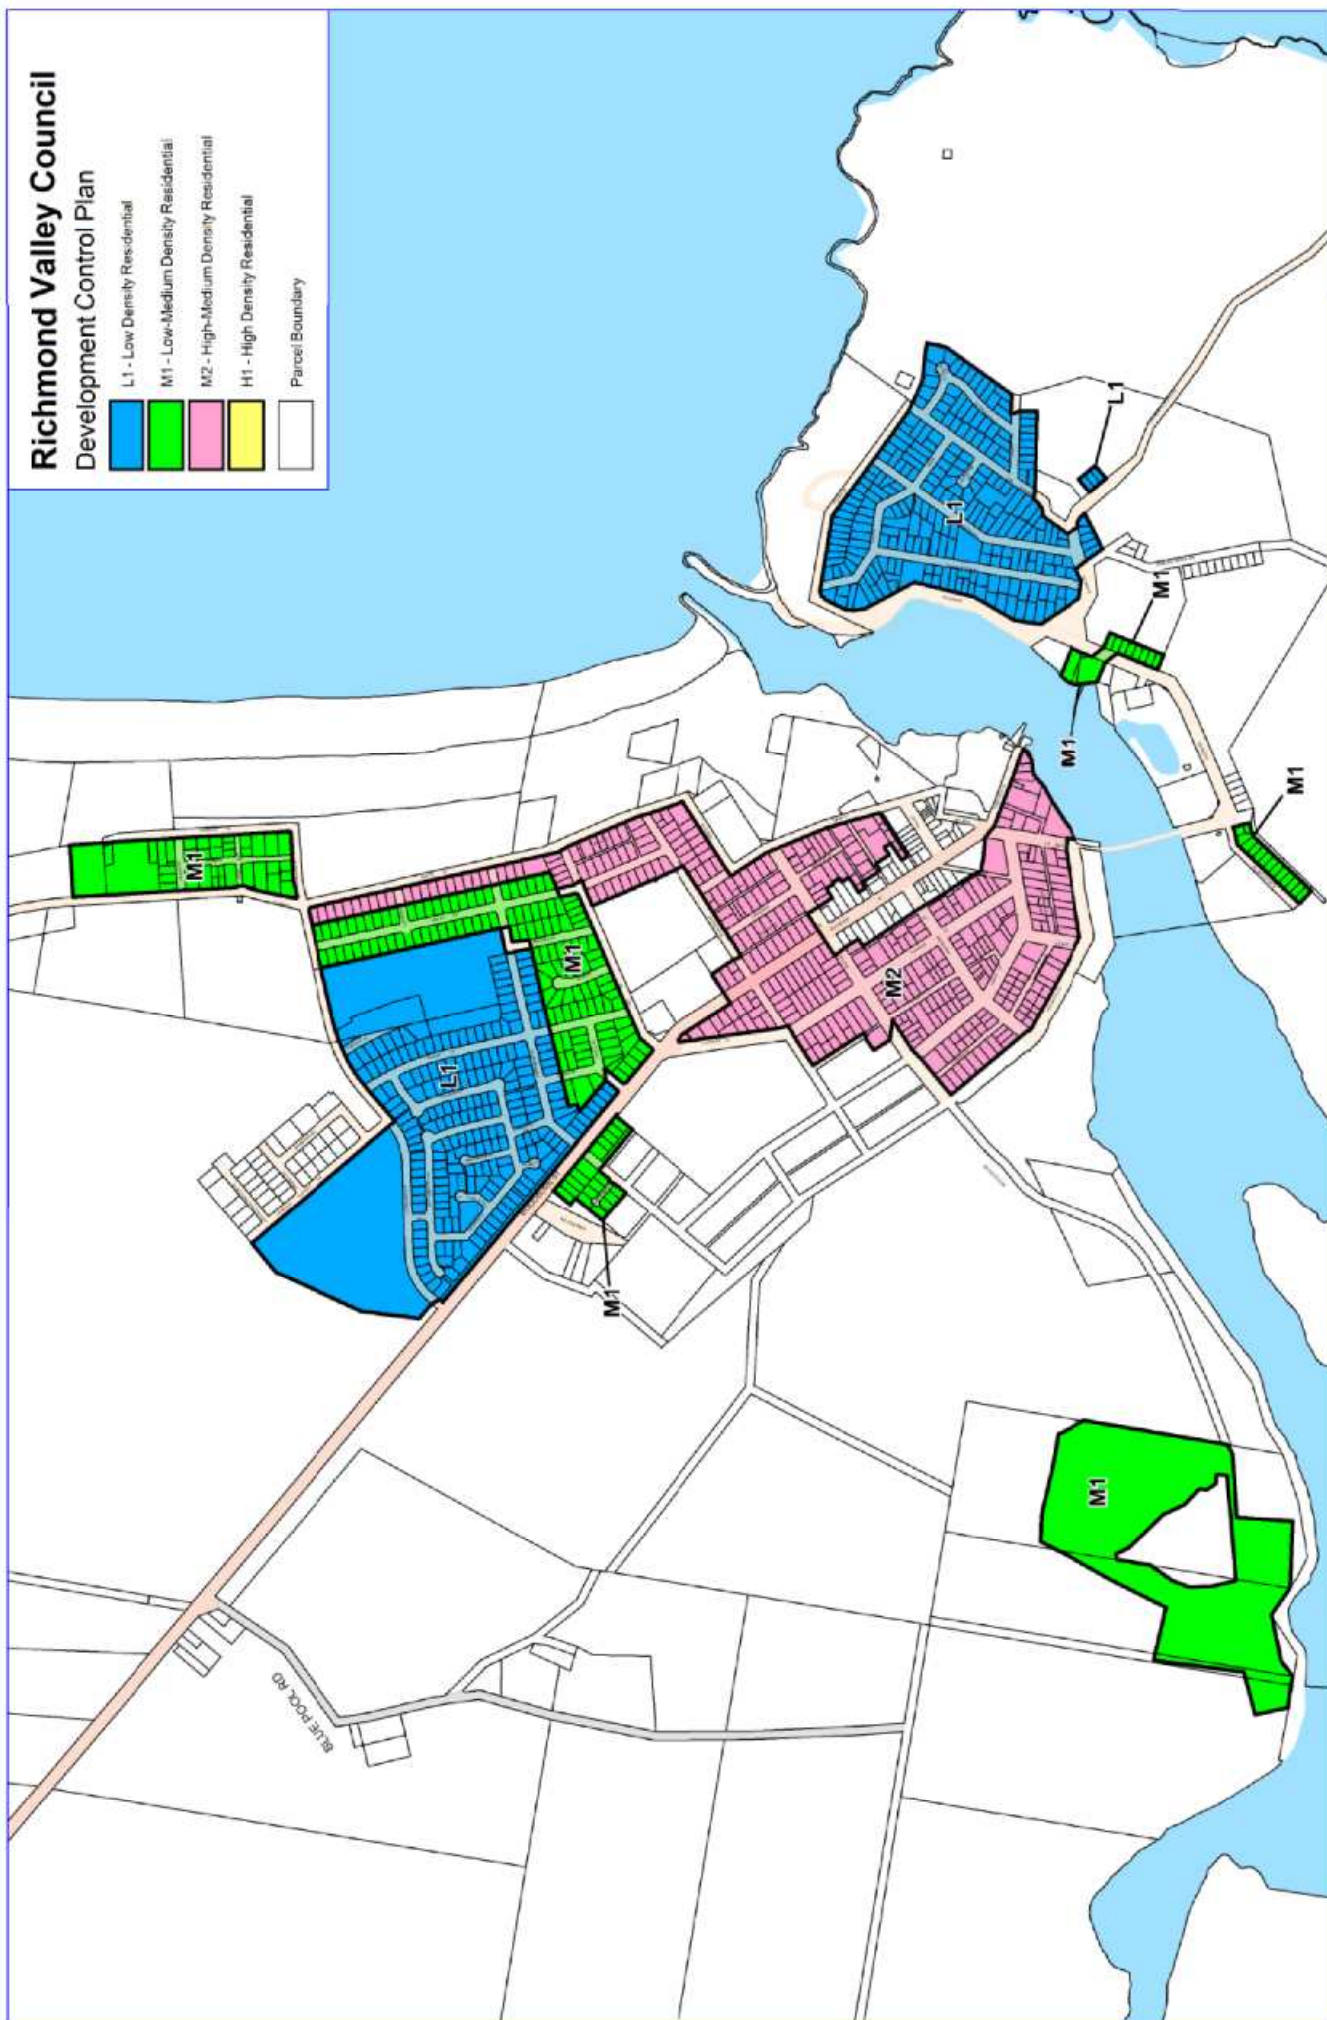 Richmond Valley Council
Development Control Plan
L1 - Low Density Residential
M1 - Low-Medium Density Residential
M2 - High-Medium Density Residential
H1 - High Density Residential
Parcel Boundary
M1
M1
L1
M1
M2
L1
L1
M1
M1
M1
M1
BLUE POOL RD